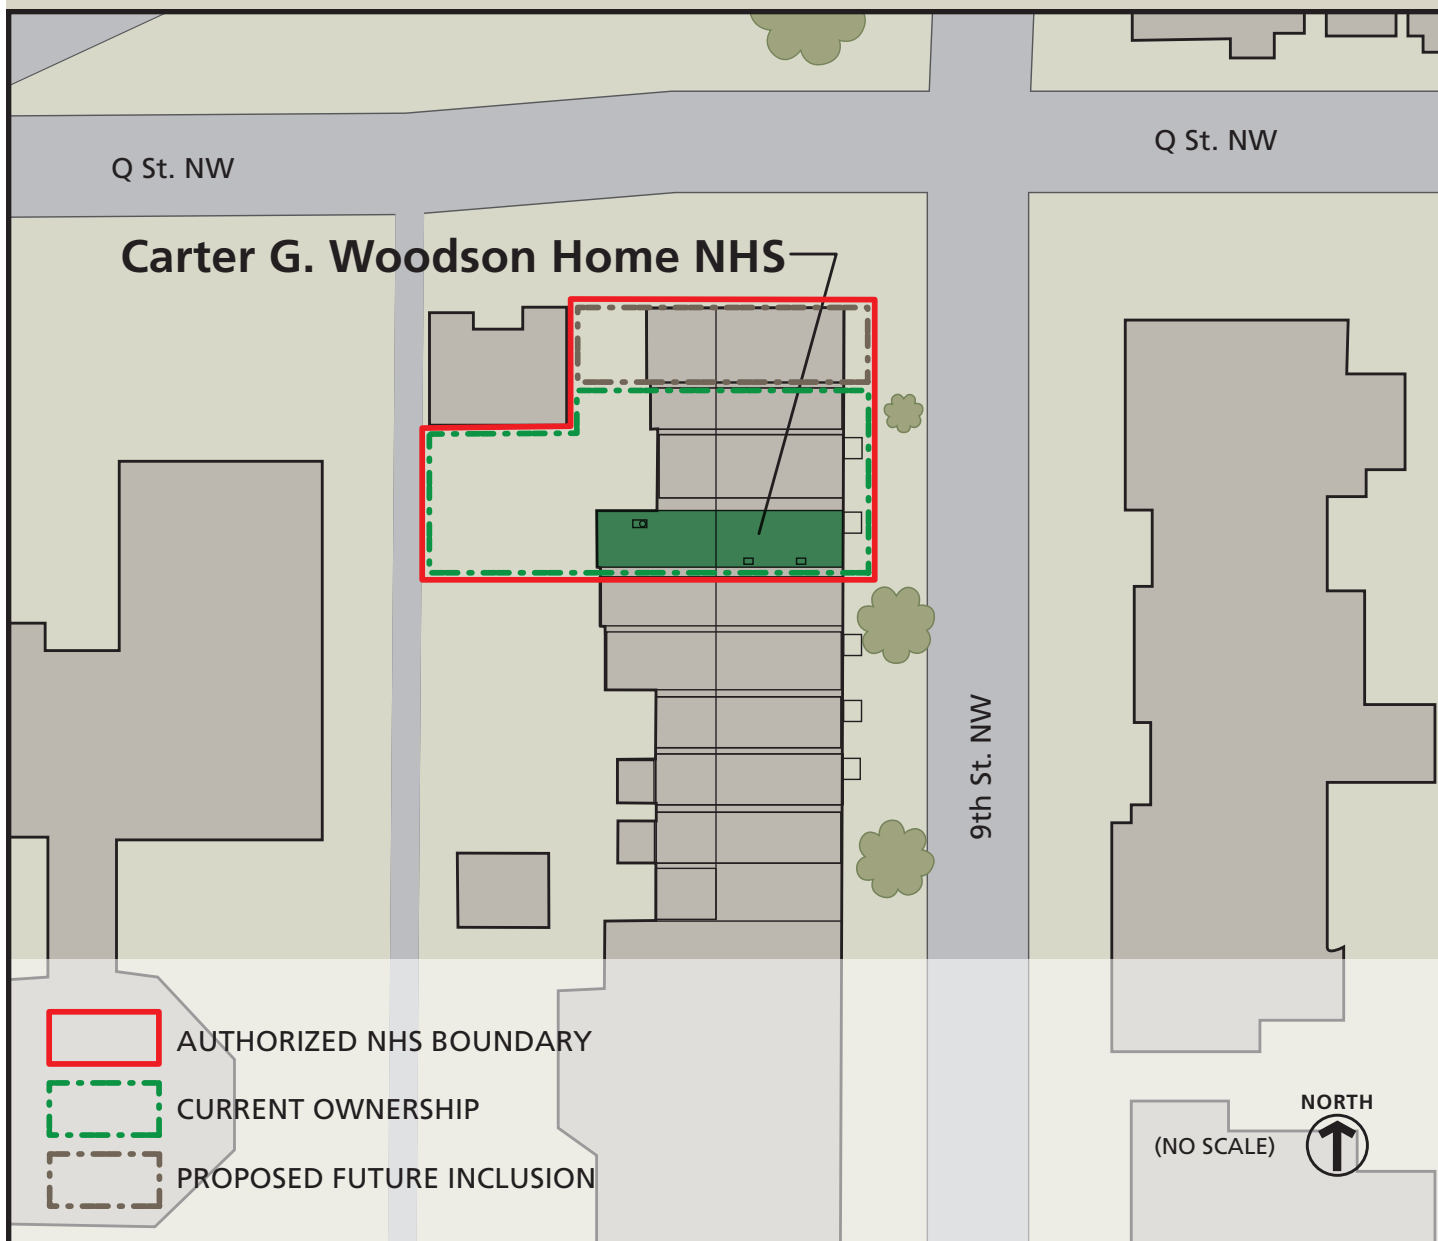 Q St. NW
Q St. NW
Carter G. Woodson Home NHS
9th St. NW
AUTHORIZED NHS BOUNDARY
CURRENT OWNERSHIP
PROPOSED FUTURE INCLUSION
NORTH
(NO SCALE)